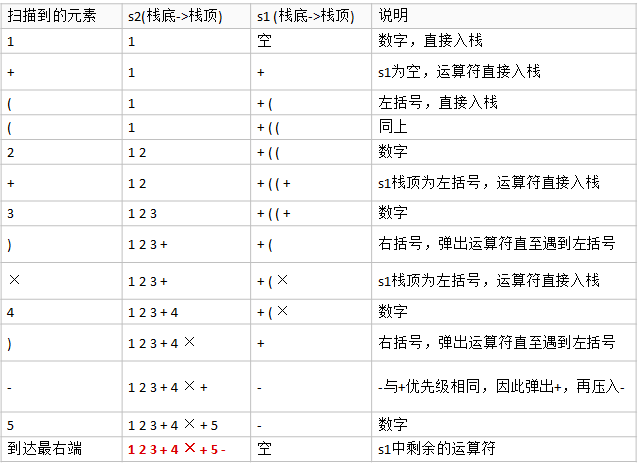 扫描到的元素 s2(栈底->栈顶) s1 (栈底->栈顶) 说明
1 1 空 数字，直接入栈
+ 1 + s1为空，运算符直接入栈
( 1 + ( 左括号，直接入栈
( 1 + ( ( 同上
2 1 2 + ( ( 数字
+ 1 2 + ( ( + s1栈顶为左括号，运算符直接入栈
3 1 2 3 + ( ( + 数字
) 1 2 3 + + ( 右括号，弹出运算符直至遇到左括号
× 1 2 3 + + ( × s1栈顶为左括号，运算符直接入栈
4 1 2 3 + 4 + ( × 数字
) 1 2 3 + 4 × + 右括号，弹出运算符直至遇到左括号
- 1 2 3 + 4 × + - -与+优先级相同，因此弹出+，再压入-
5 1 2 3 + 4 × + 5 - 数字
到达最右端 1 2 3 + 4 × + 5 - 空 s1中剩余的运算符